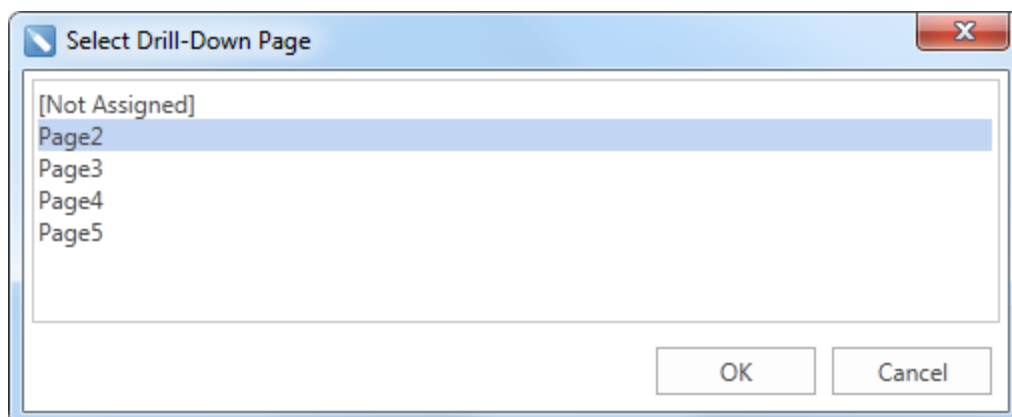 Select Drill-Down Page
[Not Assigned]
Page2
Page3
Page4
Page5
OK Cancel